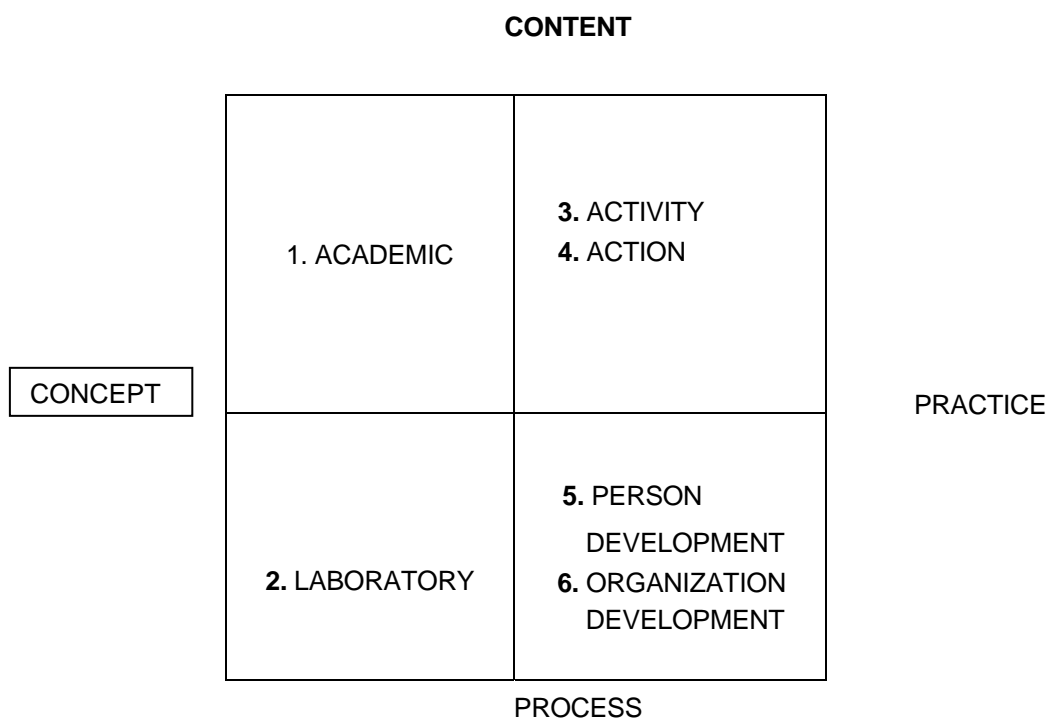 CONTENT
1. ACADEMIC
3. ACTIVITY
4. ACTION
CONCEPT
PRACTICE
2. LABORATORY
5. PERSON
DEVELOPMENT
6. ORGANIZATION
DEVELOPMENT
PROCESS